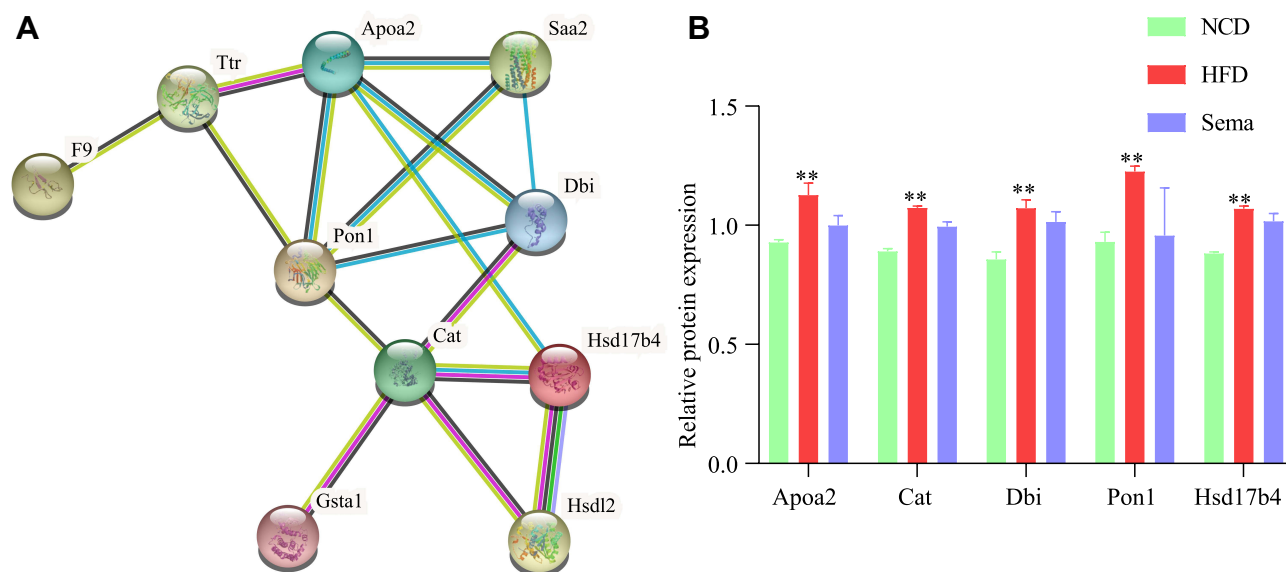 A
Apoa2
Saa2
Ttr
F9
Dbi
Pon1
Cat
Hsd17b4
Gsta1
Hsdl2
B
NCD
HFD
Sema
Relative protein expression
1.5
1.0
0.5
0.0
**
**
**
**
**
Apoa2 Cat Dbi Pon1 Hsd17b4